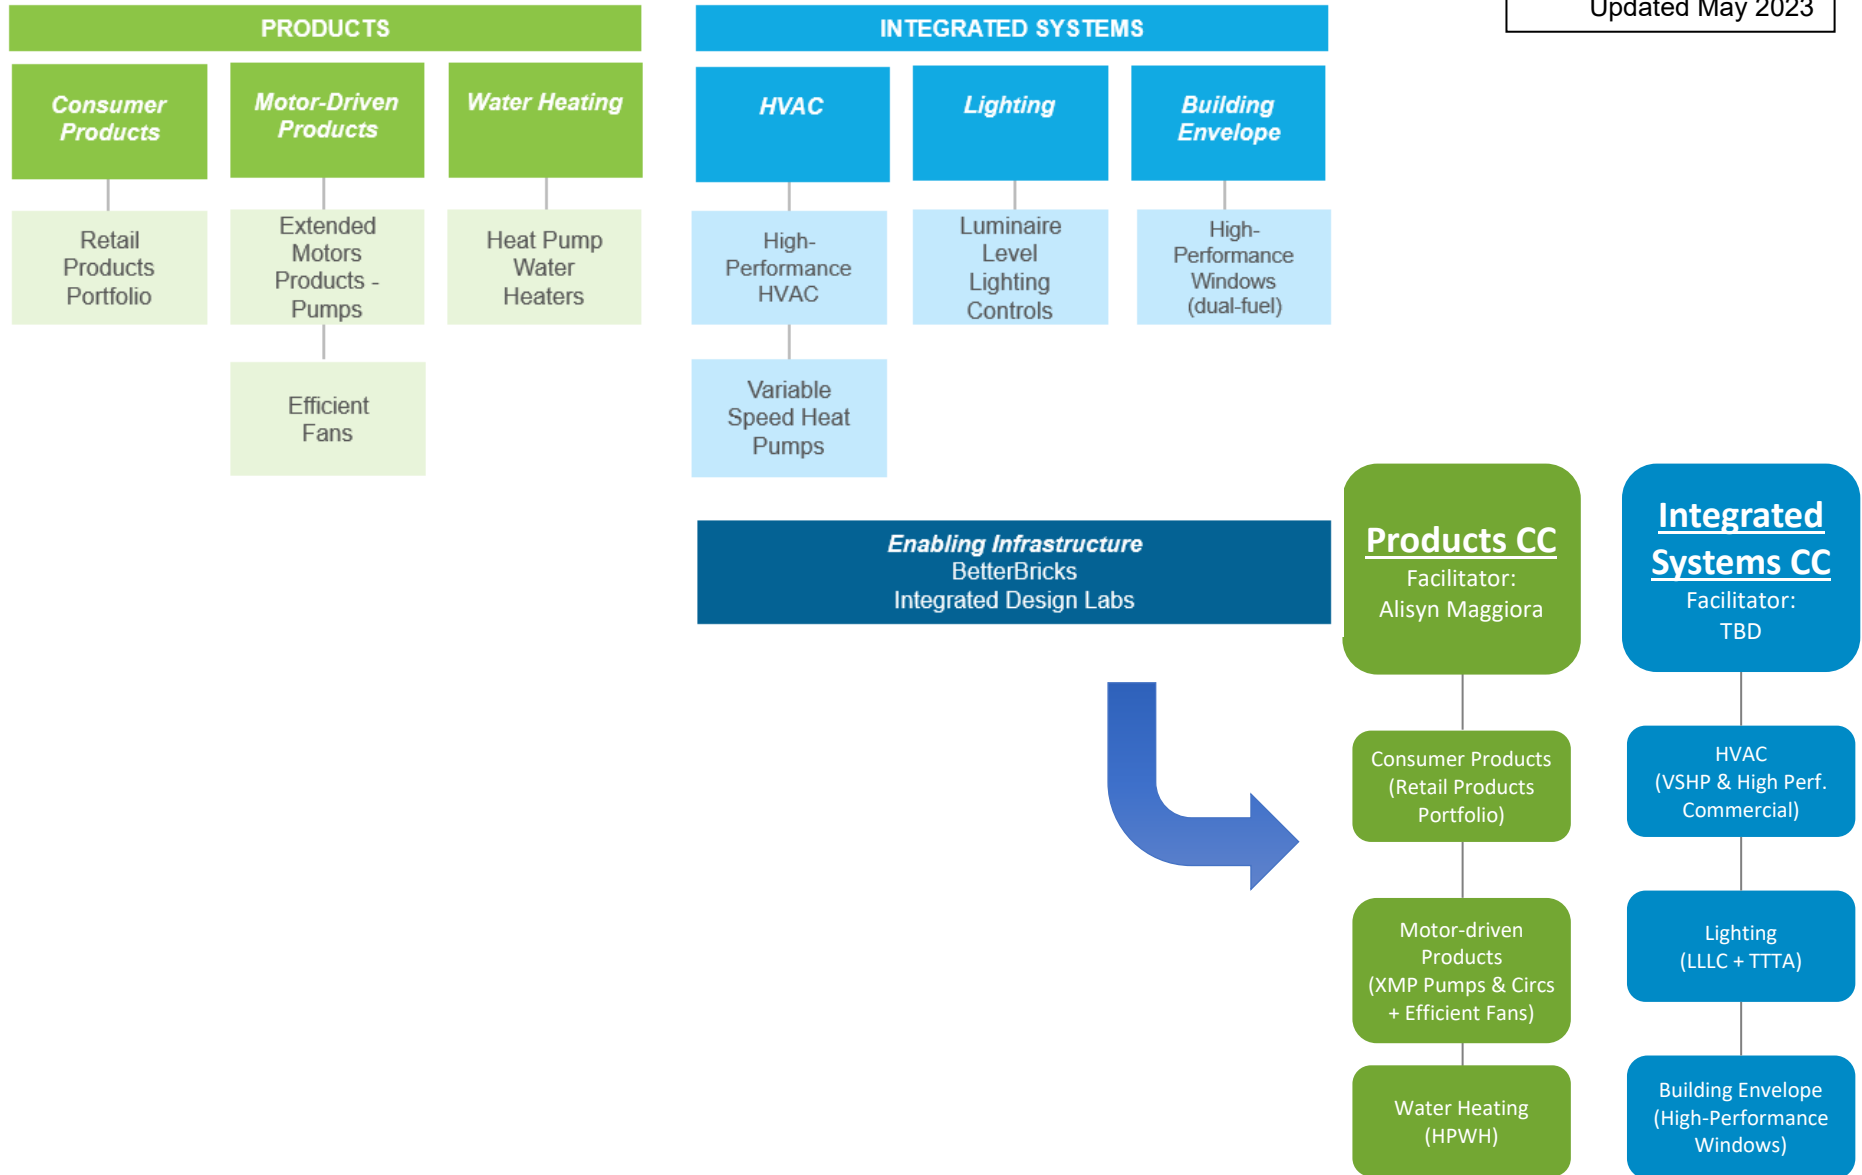 Updated May 2023
PRODUCTS
INTEGRATED SYSTEMS
Consumer
Products
Motor-Driven
Products
Water Heating
HVAC
Lighting
Building
Envelope
Retail
Products
Portfolio
Extended
Motors
Products -
Pumps
Heat Pump
Water
Heaters
High-
Performance
HVAC
Luminaire
Level
Lighting
Controls
High-
Performance
Windows
(dual-fuel)
Efficient
Fans
Variable
Speed Heat
Pumps
Enabling Infrastructure
BetterBricks
Integrated Design Labs
Products CC
Facilitator:
Alisyn Maggiora
Integrated
Systems CC
Facilitator:
TBD
Consumer Products
(Retail Products
Portfolio)
HVAC
(VSHP & High Perf.
Commercial)
Motor-driven
Products
(XMP Pumps & Circs
+ Efficient Fans)
Lighting
(LLLC + TTTA)
Water Heating
(HPWH)
Building Envelope
(High-Performance
Windows)